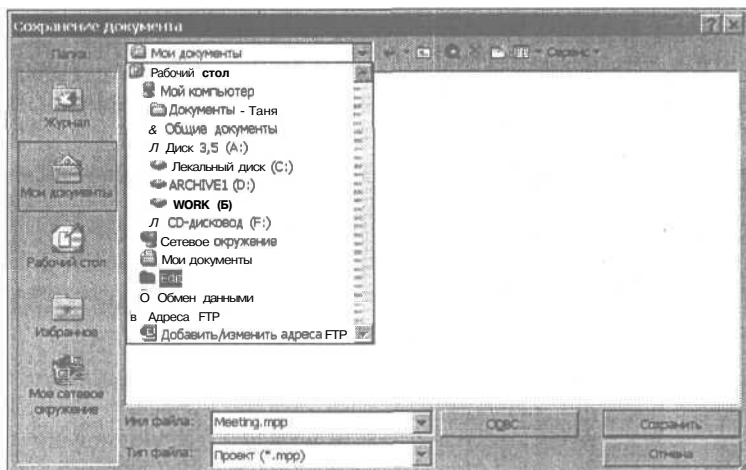 Сохранение документа
Папка:
Мои документы
Сервис
Рабочий стол
Мой компьютер
Документы - Таня
& Общие документы
Л Диск 3,5 (A:)
Лекальный диск (C:)
ARCHIVE1 (D:)
WORK (Б)
Л CD-дисковод (F:)
Сетевое окружение
Мои документы
Edit
О Обмен данными
в Адреса FTP
Добавить/изменить адреса FTP
Журнал
Мои документы
Рабочий стол
Избранное
Мое сетевое
окружение
Имя файла:
Meeting.mpp
ODBC...
Сохранить
Тип файла:
Проект (*.mpp)
Отмена